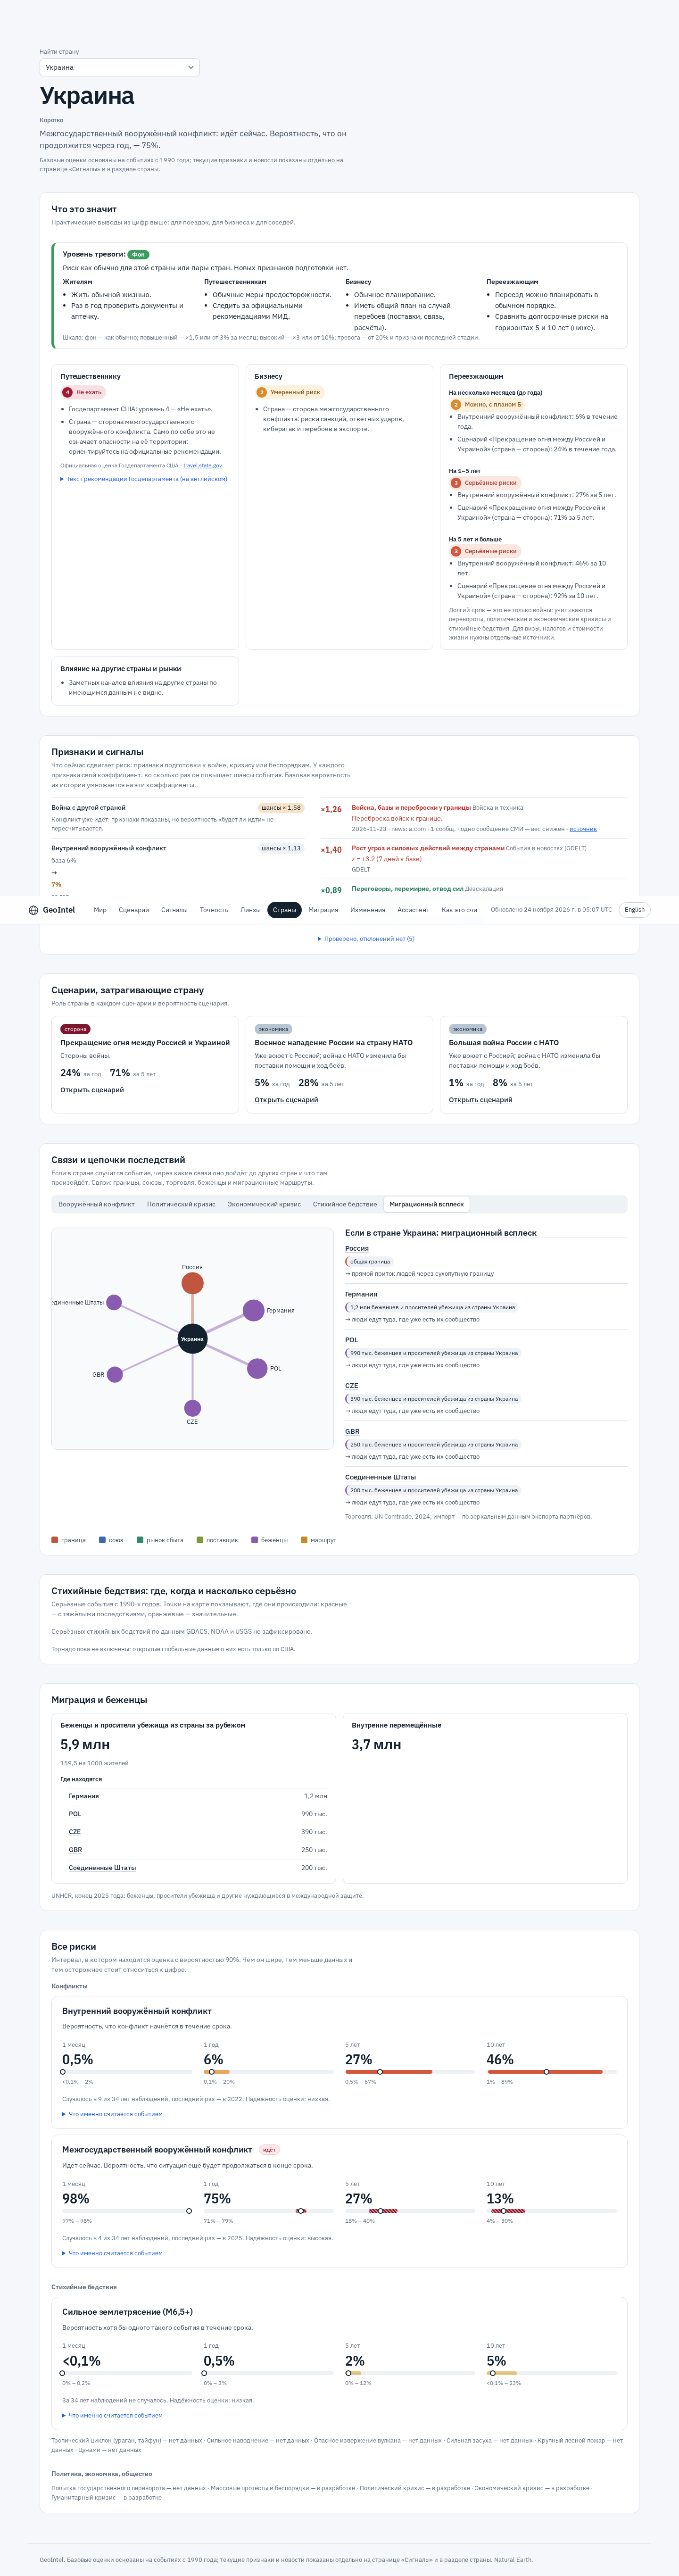 Найти страну
Украина
Украина
Коротко
Межгосударственный вооружённый конфликт: идёт сейчас. Вероятность, что он
продолжится через год, — 75%.
Базовые оценки основаны на событиях с 1990 года; текущие признаки и новости показаны отдельно на
странице «Сигналы» и в разделе страны.
Что это значит
Практические выводы из цифр выше: для поездок, для бизнеса и для соседей.
Уровень тревоги: Фон
Риск как обычно для этой страны или пары стран. Новых признаков подготовки нет.
Жителям
Жить обычной жизнью.
Раз в год проверить документы и
аптечку.
Путешественникам
Обычные меры предосторожности.
Следить за официальными
рекомендациями МИД.
Бизнесу
Обычное планирование.
Иметь общий план на случай
перебоев (поставки, связь,
расчёты).
Переезжающим
Переезд можно планировать в
обычном порядке.
Сравнить долгосрочные риски на
горизонтах 5 и 10 лет (ниже).
Шкала: фон — как обычно; повышенный — ×1,5 или от 3% за месяц; высокий — ×3 или от 10%; тревога — от 20% и признаки последней стадии.
Путешественнику
4 Не ехать
Госдепартамент США: уровень 4 — «Не ехать».
Страна — сторона межгосударственного
вооружённого конфликта. Само по себе это не
означает опасности на её территории:
ориентируйтесь на официальные рекомендации.
Официальная оценка Госдепартамента США · travel.state.gov
Текст рекомендации Госдепартамента (на английском)
Бизнесу
2 Умеренный риск
Страна — сторона межгосударственного
конфликта: риски санкций, ответных ударов,
кибератак и перебоев в экспорте.
Переезжающим
На несколько месяцев (до года)
2 Можно, с планом Б
Внутренний вооружённый конфликт: 6% в течение
года.
Сценарий «Прекращение огня между Россией и
Украиной» (страна — сторона): 24% в течение года.
На 1–5 лет
3 Серьёзные риски
Внутренний вооружённый конфликт: 27% за 5 лет.
Сценарий «Прекращение огня между Россией и
Украиной» (страна — сторона): 71% за 5 лет.
На 5 лет и больше
3 Серьёзные риски
Внутренний вооружённый конфликт: 46% за 10
лет.
Сценарий «Прекращение огня между Россией и
Украиной» (страна — сторона): 92% за 10 лет.
Долгий срок — это не только войны: учитываются
перевороты, политические и экономические кризисы и
стихийные бедствия. Для визы, налогов и стоимости
жизни нужны отдельные источники.
Влияние на другие страны и рынки
Заметных каналов влияния на другие страны по
имеющимся данным не видно.
Признаки и сигналы
Что сейчас сдвигает риск: признаки подготовки к войне, кризису или беспорядкам. У каждого
признака свой коэффициент: во сколько раз он повышает шансы события. Базовая вероятность
из истории умножается на эти коэффициенты.
Война с другой страной шансы × 1,58
Конфликт уже идёт: признаки показаны, но вероятность «будет ли идти» не
пересчитывается.
Внутренний вооружённый конфликт шансы × 1,13
база 6%
→
7%
×1,26 Войска, базы и переброски у границы Войска и техника
Переброска войск к границе.
2026-11-23 · news: a.com · 1 сообщ. · одно сообщение СМИ — вес снижен · источник
×1,40 Рост угроз и силовых действий между странами События в новостях (GDELT)
z = +3.2 (7 дней к базе)
GDELT
×0,89 Переговоры, перемирие, отвод сил Деэскалация
GeoIntel Мир Сценарии Сигналы Точность Линзы Страны Миграция Изменения Ассистент Как это счи Обновлено 24 ноября 2026 г. в 05:07 UTC English
Проверено, отклонений нет (5)
Сценарии, затрагивающие страну
Роль страны в каждом сценарии и вероятность сценария.
сторона
Прекращение огня между Россией и Украиной
Стороны войны.
24% за год 71% за 5 лет
Открыть сценарий
экономика
Военное нападение России на страну НАТО
Уже воюет с Россией; война с НАТО изменила бы
поставки помощи и ход боёв.
5% за год 28% за 5 лет
Открыть сценарий
экономика
Большая война России с НАТО
Уже воюет с Россией; война с НАТО изменила бы
поставки помощи и ход боёв.
1% за год 8% за 5 лет
Открыть сценарий
Связи и цепочки последствий
Если в стране случится событие, через какие связи оно дойдёт до других стран и что там
произойдёт. Связи: границы, союзы, торговля, беженцы и миграционные маршруты.
Вооружённый конфликт Политический кризис Экономический кризис Стихийное бедствие Миграционный всплеск
Россия
единенные Штаты
Германия
Украина
GBR
POL
CZE
Если в стране Украина: миграционный всплеск
Россия
общая граница
→ прямой приток людей через сухопутную границу
Германия
1,2 млн беженцев и просителей убежища из страны Украина
→ люди едут туда, где уже есть их сообщество
POL
990 тыс. беженцев и просителей убежища из страны Украина
→ люди едут туда, где уже есть их сообщество
CZE
390 тыс. беженцев и просителей убежища из страны Украина
→ люди едут туда, где уже есть их сообщество
GBR
250 тыс. беженцев и просителей убежища из страны Украина
→ люди едут туда, где уже есть их сообщество
Соединенные Штаты
200 тыс. беженцев и просителей убежища из страны Украина
→ люди едут туда, где уже есть их сообщество
Торговля: UN Comtrade, 2024; импорт — по зеркальным данным экспорта партнёров.
граница союз рынок сбыта поставщик беженцы маршрут
Стихийные бедствия: где, когда и насколько серьёзно
Серьёзные события с 1990-х годов. Точки на карте показывают, где они происходили: красные
— с тяжёлыми последствиями, оранжевые — значительные.
Серьёзных стихийных бедствий по данным GDACS, NOAA и USGS не зафиксировано.
Торнадо пока не включены: открытые глобальные данные о них есть только по США.
Миграция и беженцы
Беженцы и просители убежища из страны за рубежом
5,9 млн
159,5 на 1000 жителей
Где находятся
Германия 1,2 млн
POL 990 тыс.
CZE 390 тыс.
GBR 250 тыс.
Соединенные Штаты 200 тыс.
Внутренне перемещённые
3,7 млн
UNHCR, конец 2025 года: беженцы, просители убежища и другие нуждающиеся в международной защите.
Все риски
Интервал, в котором находится оценка с вероятностью 90%. Чем он шире, тем меньше данных и
тем осторожнее стоит относиться к цифре.
Конфликты
Внутренний вооружённый конфликт
Вероятность, что конфликт начнётся в течение срока.
1 месяц 1 год 5 лет 10 лет
0,5% 6% 27% 46%
<0,1% – 2% 0,1% – 20% 0,5% – 67% 1% – 89%
Случалось в 9 из 34 лет наблюдений, последний раз — в 2022. Надёжность оценки: низкая.
Что именно считается событием
Межгосударственный вооружённый конфликт идёт
Идёт сейчас. Вероятность, что ситуация ещё будет продолжаться в конце срока.
1 месяц 1 год 5 лет 10 лет
98% 75% 27% 13%
97% – 98% 71% – 79% 18% – 40% 4% – 30%
Случалось в 4 из 34 лет наблюдений, последний раз — в 2025. Надёжность оценки: высокая.
Что именно считается событием
Стихийные бедствия
Сильное землетрясение (M6,5+)
Вероятность хотя бы одного такого события в течение срока.
1 месяц 1 год 5 лет 10 лет
<0,1% 0,5% 2% 5%
0% – 0,2% 0% – 3% 0% – 12% <0,1% – 23%
За 34 лет наблюдений не случалось. Надёжность оценки: низкая.
Что именно считается событием
Тропический циклон (ураган, тайфун) — нет данных · Сильное наводнение — нет данных · Опасное извержение вулкана — нет данных · Сильная засуха — нет данных · Крупный лесной пожар — нет
данных · Цунами — нет данных
Политика, экономика, общество
Попытка государственного переворота — нет данных · Массовые протесты и беспорядки — в разработке · Политический кризис — в разработке · Экономический кризис — в разработке ·
Гуманитарный кризис — в разработке
GeoIntel. Базовые оценки основаны на событиях с 1990 года; текущие признаки и новости показаны отдельно на странице «Сигналы» и в разделе страны. Natural Earth.